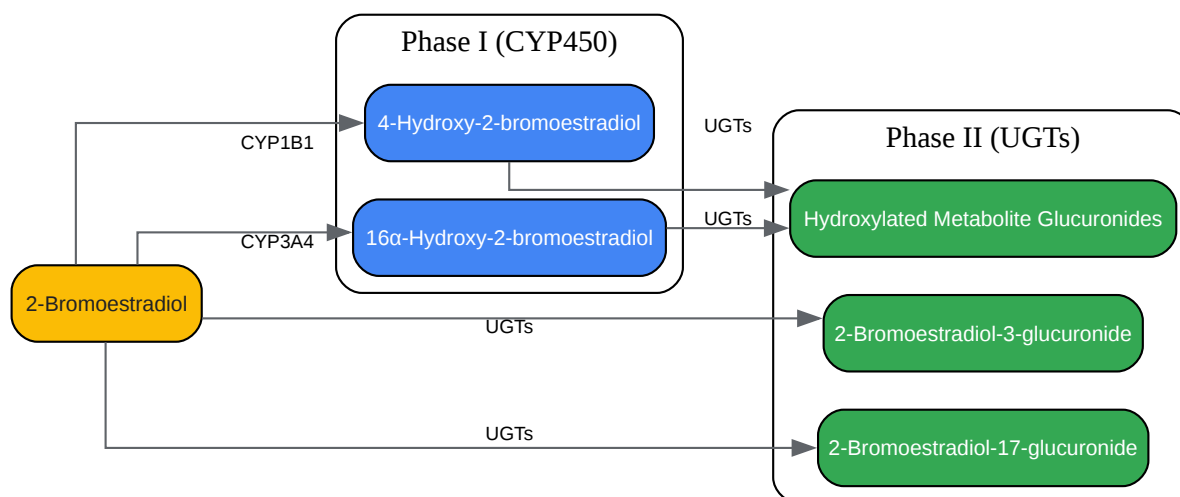 Phase I (CYP450)
4-Hydroxy-2-bromoestradiol
CYP1B1
UGTs
Phase II (UGTs)
Hydroxylated Metabolite Glucuronides
16α-Hydroxy-2-bromoestradiol
CYP3A4
UGTs
2-Bromoestradiol
UGTs
2-Bromoestradiol-3-glucuronide
UGTs
2-Bromoestradiol-17-glucuronide